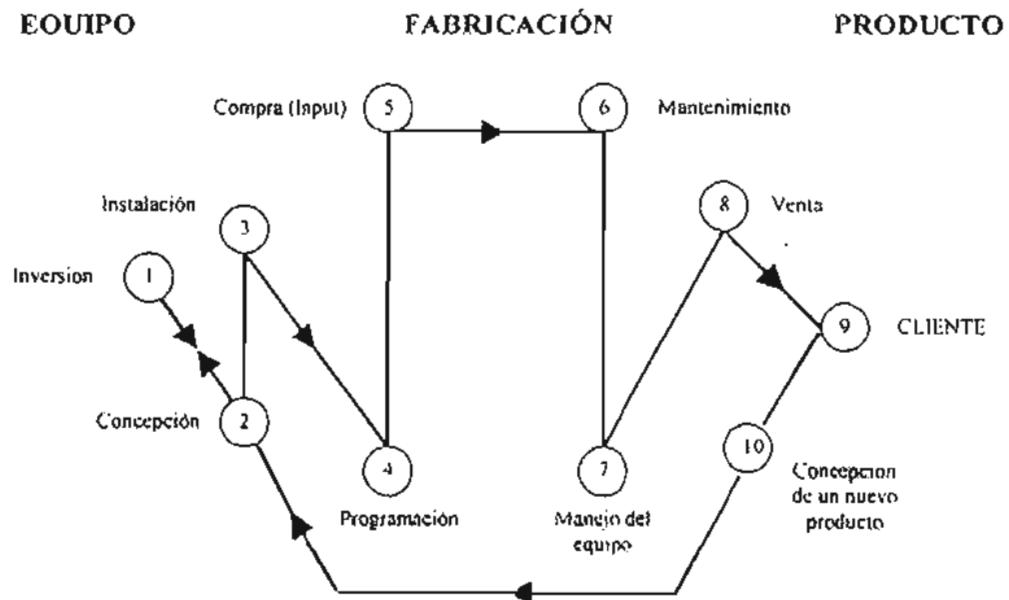 EQUIPO FABRICACIÓN PRODUCTO
Compra (Input) 5 6 Mantenimiento
Instalación 3 8 Venta
Inversion 1
9 CLIENTE
Concepción 2
10
4 7 Concepcion
de un nuevo
producto
Programación Manejo del
equipo